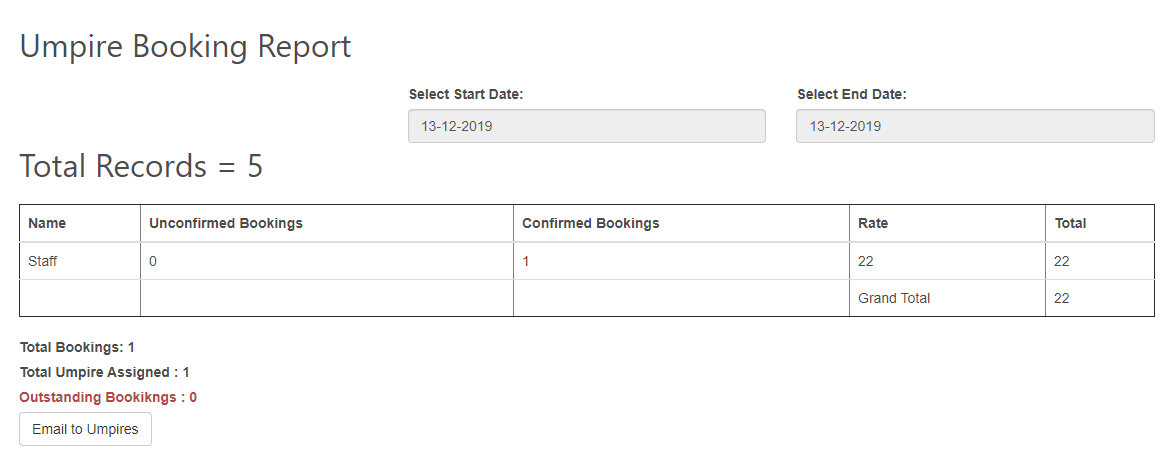 Umpire Booking Report
Select Start Date: Select End Date:
13-12-2019 13-12-2019
Total Records = 5
Name Unconfirmed Bookings Confirmed Bookings Rate Total
Staff 0 1 22 22
Grand Total 22
Total Bookings: 1
Total Umpire Assigned : 1
Outstanding Bookikngs : 0
Email to Umpires